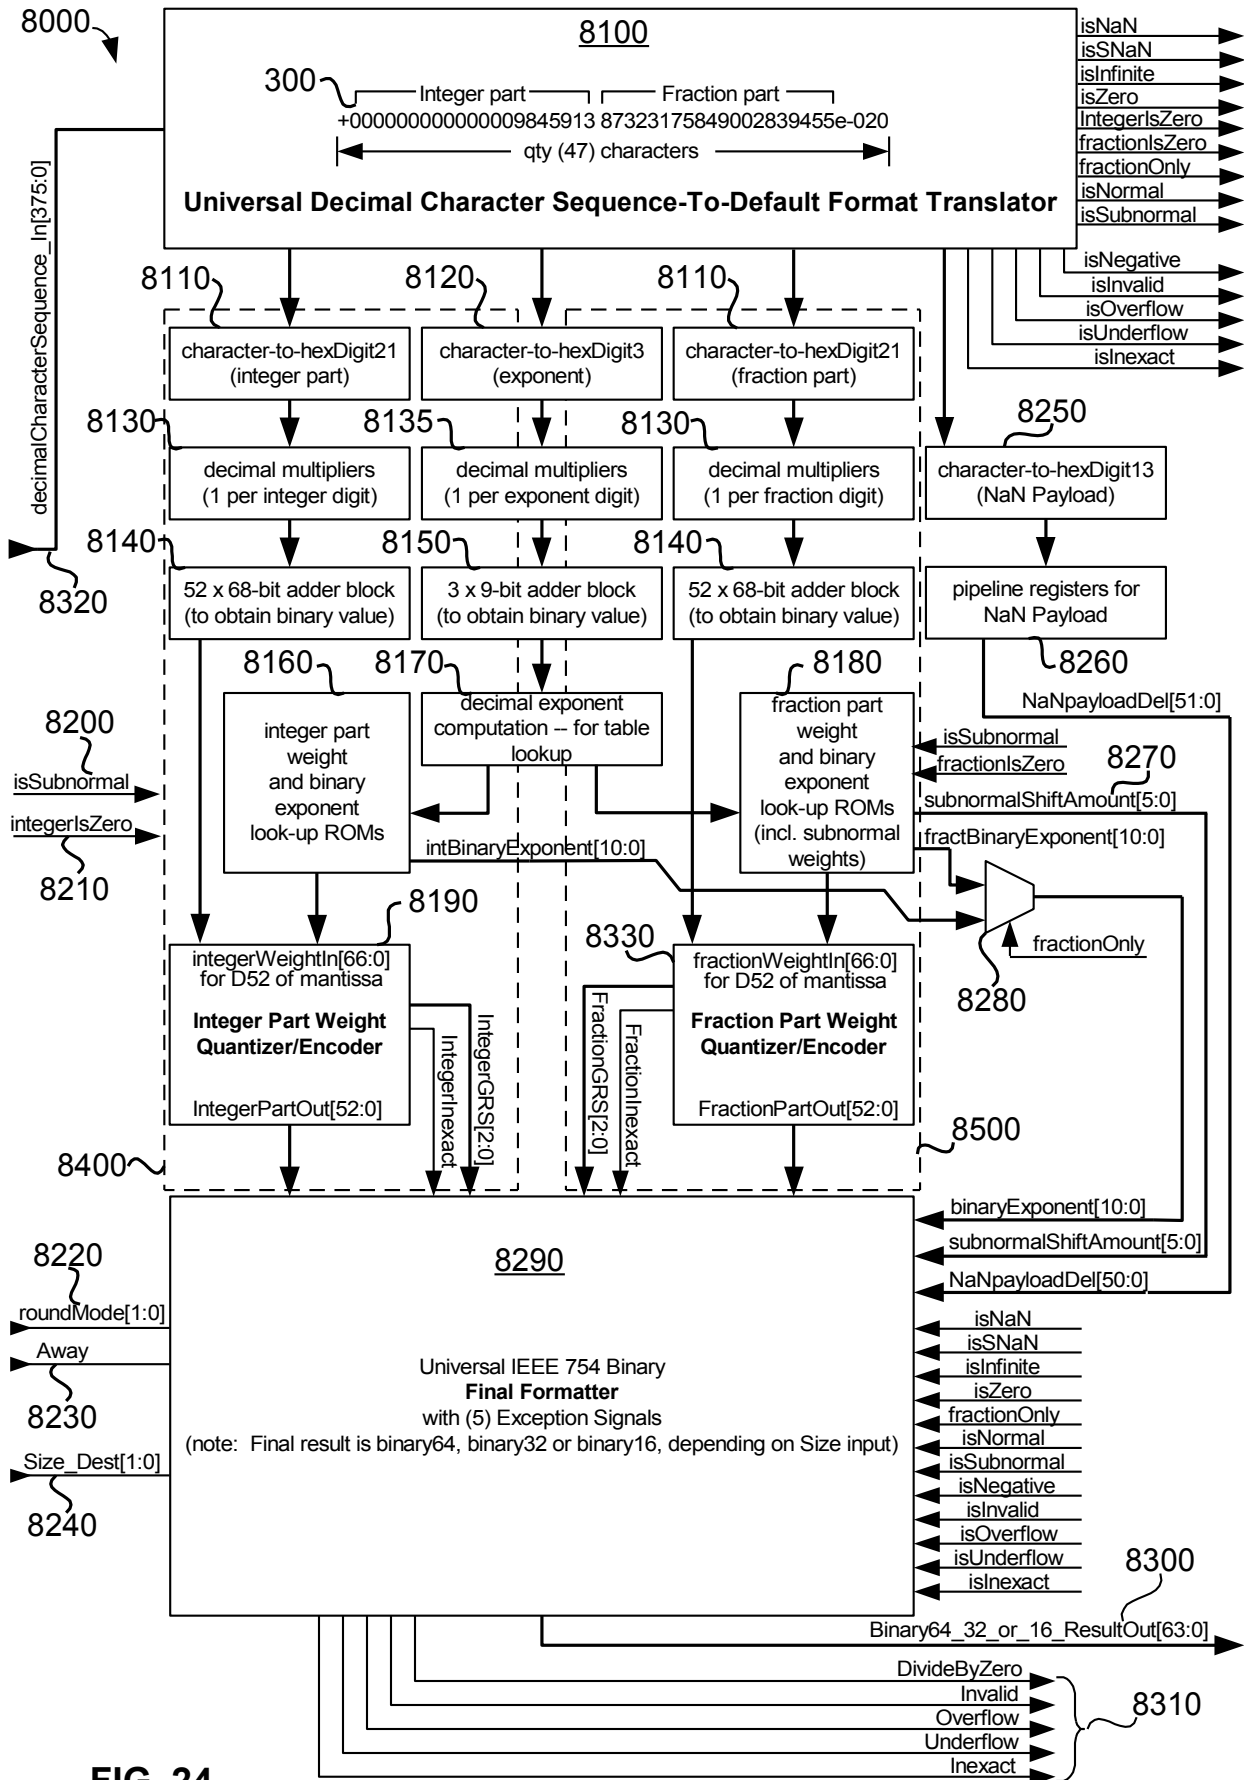 8000
8100
300
Integer part
Fraction part
+000000000000009845913 87323175849002839455e-020
qty (47) characters
Universal Decimal Character Sequence-To-Default Format Translator
isNaN
isSNaN
isInfinite
isZero
IntegerIsZero
fractionIsZero
fractionOnly
isNormal
isSubnormal
isNegative
isInvalid
isOverflow
isUnderflow
isInexact
decimalCharacterSequence_In[375:0]
8320
8110
8120
8110
character-to-hexDigit21
(integer part)
character-to-hexDigit3
(exponent)
character-to-hexDigit21
(fraction part)
8250
character-to-hexDigit13
(NaN Payload)
8130
8135
8130
decimal multipliers
(1 per integer digit)
decimal multipliers
(1 per exponent digit)
decimal multipliers
(1 per fraction digit)
8140
8150
8140
52 x 68-bit adder block
(to obtain binary value)
3 x 9-bit adder block
(to obtain binary value)
52 x 68-bit adder block
(to obtain binary value)
pipeline registers for
NaN Payload
8260
NaNpayloadDel[51:0]
8160
8170
8180
integer part
weight
and binary
exponent
look-up ROMs
decimal exponent
computation -- for table
lookup
fraction part
weight
and binary
exponent
look-up ROMs
(incl. subnormal
weights)
8200
isSubnormal
integerIsZero
8210
isSubnormal
fractionIsZero
8270
subnormalShiftAmount[5:0]
fractBinaryExponent[10:0]
intBinaryExponent[10:0]
fractionOnly
8280
8190
8330
integerWeightIn[66:0]
for D52 of mantissa
Integer Part Weight
Quantizer/Encoder
IntegerPartOut[52:0]
IntegerInexact
IntegerGRS[2:0]
FractionGRS[2:0]
FractionInexact
fractionWeightIn[66:0]
for D52 of mantissa
Fraction Part Weight
Quantizer/Encoder
FractionPartOut[52:0]
8400
8500
binaryExponent[10:0]
subnormalShiftAmount[5:0]
NaNpayloadDel[50:0]
8290
8220
roundMode[1:0]
Away
8230
Size_Dest[1:0]
8240
Universal IEEE 754 Binary
Final Formatter
with (5) Exception Signals
(note: Final result is binary64, binary32 or binary16, depending on Size input)
isNaN
isSNaN
isInfinite
isZero
fractionOnly
isNormal
isSubnormal
isNegative
isInvalid
isOverflow
isUnderflow
isInexact
8300
Binary64_32_or_16_ResultOut[63:0]
DivideByZero
Invalid
Overflow
Underflow
Inexact
8310
FIG. 24